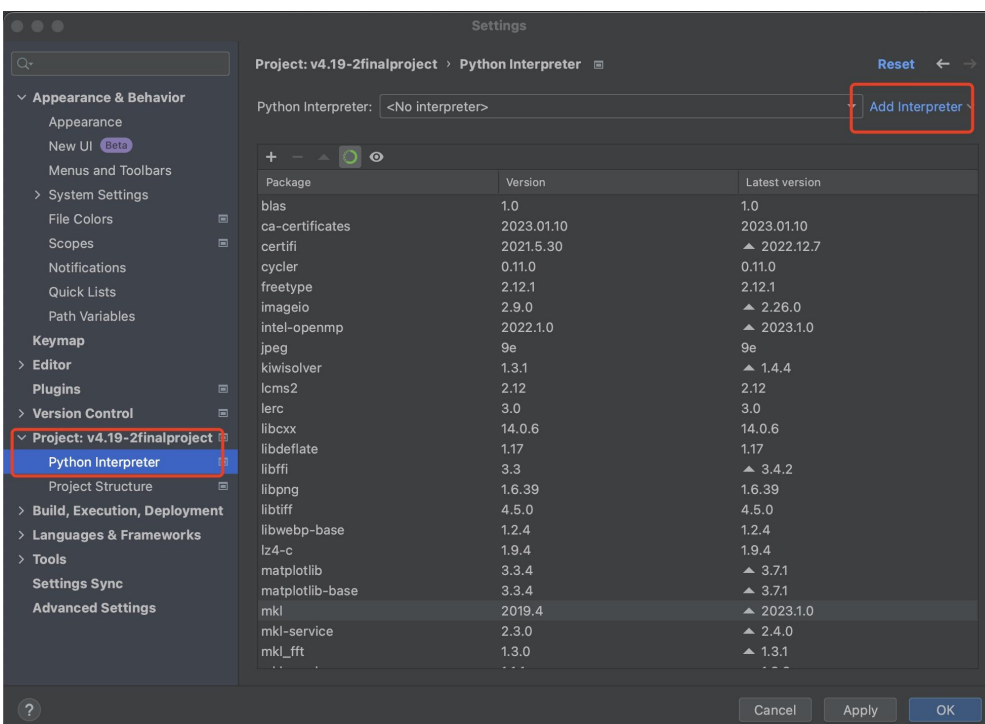 Settings
Project: v4.19-2finalproject › Python Interpreter
Reset
Python Interpreter: <No interpreter>
Add Interpreter
Appearance & Behavior
Appearance
New UI Beta
Menus and Toolbars
System Settings
File Colors
Scopes
Notifications
Quick Lists
Path Variables
Keymap
Editor
Plugins
Version Control
Project: v4.19-2finalproject
Python Interpreter
Project Structure
Build, Execution, Deployment
Languages & Frameworks
Tools
Settings Sync
Advanced Settings
Package Version Latest version
blas 1.0 1.0
ca-certificates 2023.01.10 2023.01.10
certifi 2021.5.30 2022.12.7
cycler 0.11.0 0.11.0
freetype 2.12.1 2.12.1
imageio 2.9.0 2.26.0
intel-openmp 2022.1.0 2023.1.0
jpeg 9e 9e
kiwisolver 1.3.1 1.4.4
lcms2 2.12 2.12
lerc 3.0 3.0
libcxx 14.0.6 14.0.6
libdeflate 1.17 1.17
libffi 3.3 3.4.2
libpng 1.6.39 1.6.39
libtiff 4.5.0 4.5.0
libwebp-base 1.2.4 1.2.4
lz4-c 1.9.4 1.9.4
matplotlib 3.3.4 3.7.1
matplotlib-base 3.3.4 3.7.1
mkl 2019.4 2023.1.0
mkl-service 2.3.0 2.4.0
mkl_fft 1.3.0 1.3.1
?
Cancel
Apply
OK